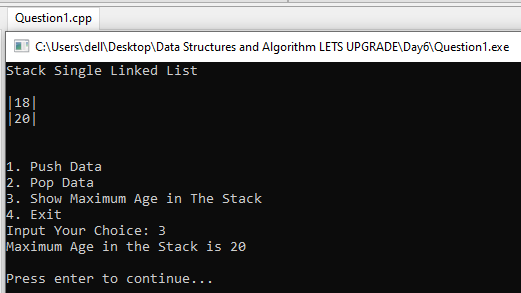 Question1.cpp
C:\Users\dell\Desktop\Data Structures and Algorithm LETS UPGRADE\Day6\Question1.exe
Stack Single Linked List
|18|
|20|
1. Push Data
2. Pop Data
3. Show Maximum Age in The Stack
4. Exit
Input Your Choice: 3
Maximum Age in the Stack is 20
Press enter to continue...